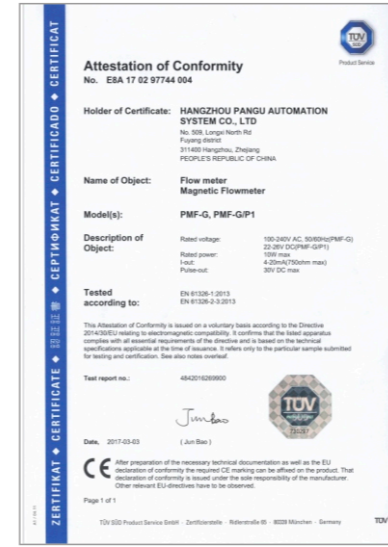 ZERTIFIKAT ◆ CERTIFICATE ◆ 認 証 証 書 ◆ СЕРТИФИКАТ ◆ CERTIFICADO ◆ CERTIFICAT
TÜV
SÜD
Product Service
Attestation of Conformity
No. E8A 17 02 97744 004
Holder of Certificate: HANGZHOU PANGU AUTOMATION
SYSTEM CO., LTD
No. 509, Longxi North Rd
Fuyang district
311400 Hangzhou, Zhejiang
PEOPLE'S REPUBLIC OF CHINA
Name of Object: Flow meter
Magnetic Flowmeter
Model(s): PMF-G, PMF-G/P1
Description of Object:
Rated voltage: 100-240V AC, 50/60Hz(PMF-G)
22-26V DC(PMF-G/P1)
Rated power: 10W max
I-out: 4-20mA(750ohm max)
Pulse-out: 30V DC max
Tested according to:
EN 61326-1:2013
EN 61326-2-3:2013
This Attestation of Conformity is issued on a voluntary basis according to the Directive
2014/30/EU relating to electromagnetic compatibility. It confirms that the listed apparatus
complies with all essential requirements of the directive and is based on the technical
specifications applicable at the time of issuance. It refers only to the particular sample submitted
for testing and certification. See also notes overleaf.
Test report no.: 4842016269900
TÜV
Date, 2017-03-03
( Jun Bao )
CE
After preparation of the necessary technical documentation as well as the EU
declaration of conformity the required CE marking can be affixed on the product. That
declaration of conformity is issued under the sole responsibility of the manufacturer.
Other relevant EU-directives have to be observed.
Page 1 of 1
TÜV SÜD Product Service GmbH · Zertifizierstelle · Ridlerstraße 65 · 80339 München · Germany
TÜV